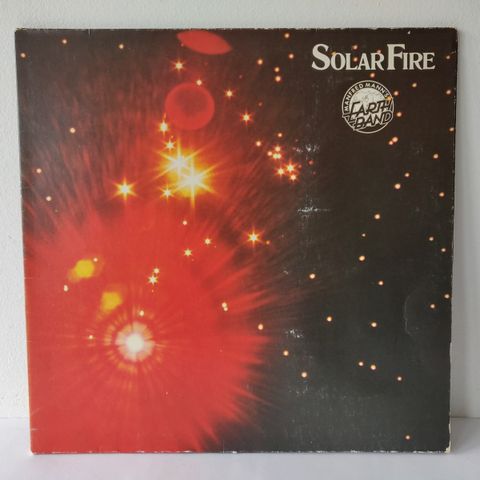 SOLAR FIRE
MANFRED MANN'S
EARTH
BAND